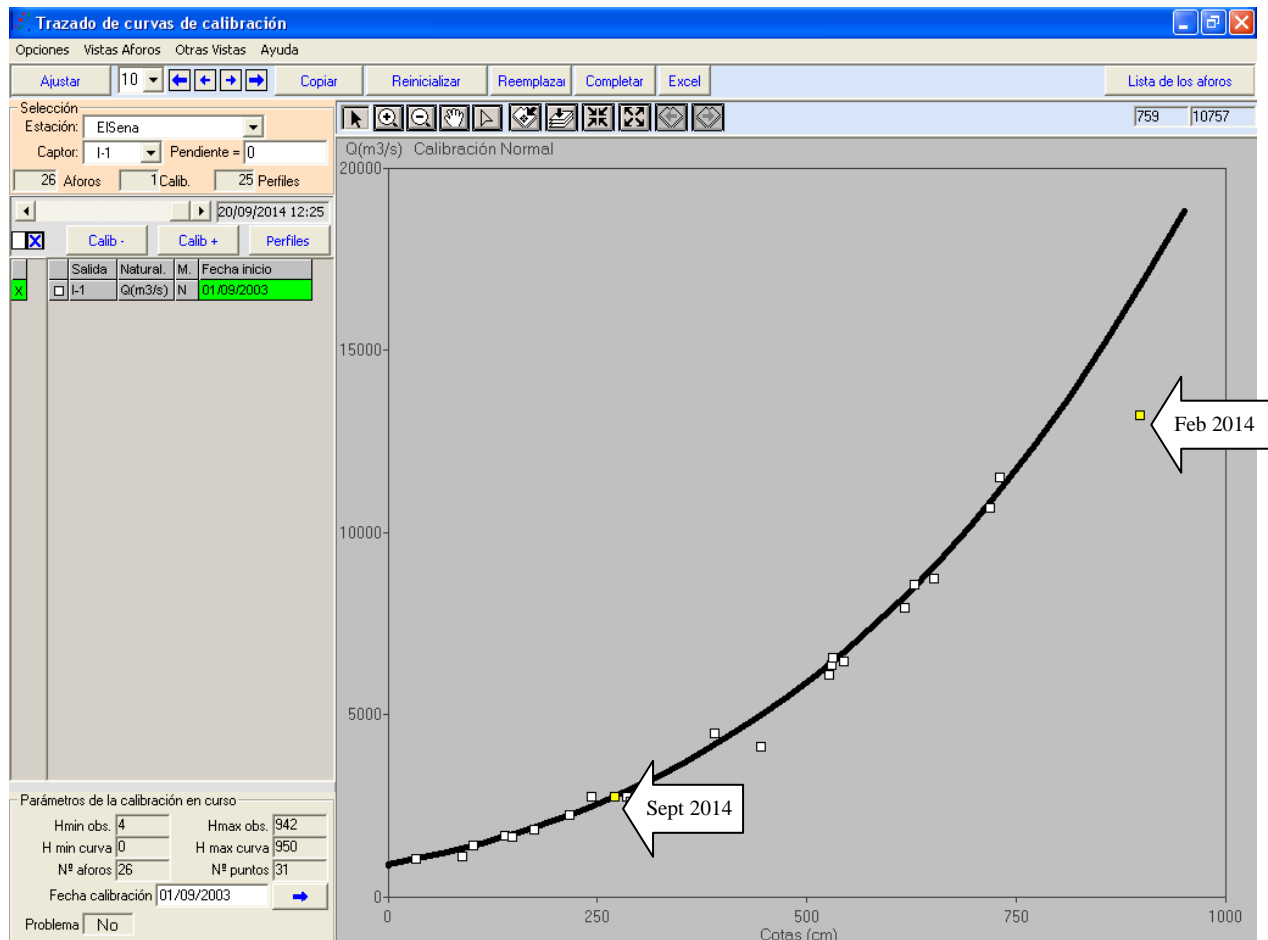 Trazado de curvas de calibración
Opciones Vistas Aforos Otras Vistas Ayuda
Ajustar 10 Copiar Reinicializar Reemplazar Completar Excel Lista de los aforos
Selección
Estación: ElSena
Captor: I-1 Pendiente = 0
26 Aforos 1 Calib. 25 Perfiles
20/09/2014 12:25
X Calib - Calib + Perfiles
Salida Natural. M. Fecha inicio
X I-1 Q(m3/s) N 01/09/2003
Parámetros de la calibración en curso
Hmin obs. 4 Hmax obs. 942
H min curva 0 H max curva 950
Nº aforos 26 Nº puntos 31
Fecha calibración 01/09/2003
Problema No
759 10757
Q(m3/s) Calibración Normal
20000
15000
10000
5000
0
0 250 500 750 1000
Cotas (cm)
Feb 2014
Sept 2014